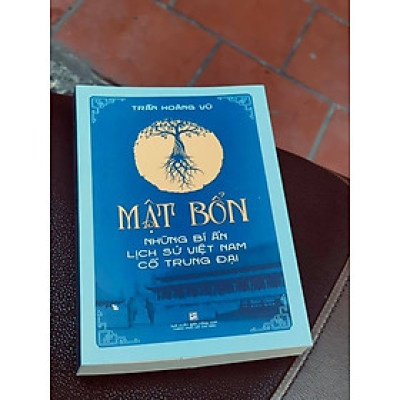 TRẦN HOÀNG VŨ
MẬT BỔN
NHỮNG BÍ ẨN
LỊCH SỬ VIỆT NAM
CỔ TRUNG ĐẠI